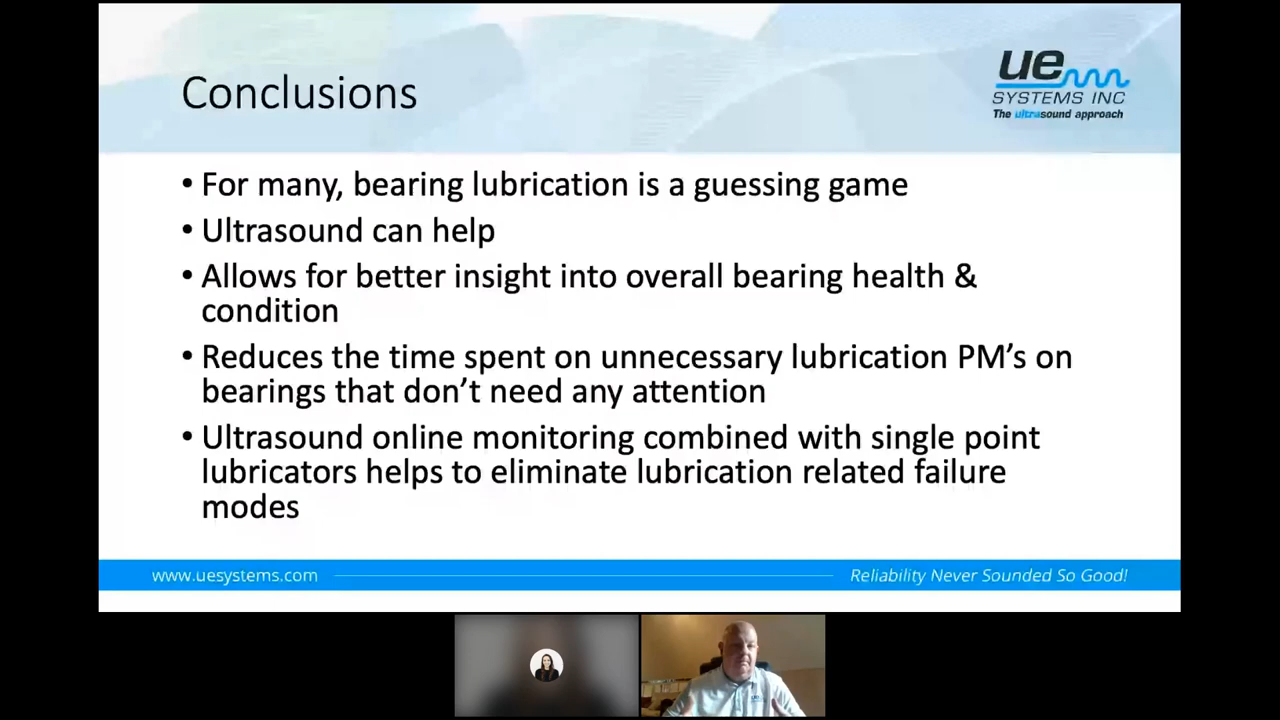 Conclusions
ue
SYSTEMS INC
The ultrasound approach
• For many, bearing lubrication is a guessing game
• Ultrasound can help
• Allows for better insight into overall bearing health &
condition
• Reduces the time spent on unnecessary lubrication PM’s on
bearings that don’t need any attention
• Ultrasound online monitoring combined with single point
lubricators helps to eliminate lubrication related failure
modes
www.uesystems.com
Reliability Never Sounded So Good!